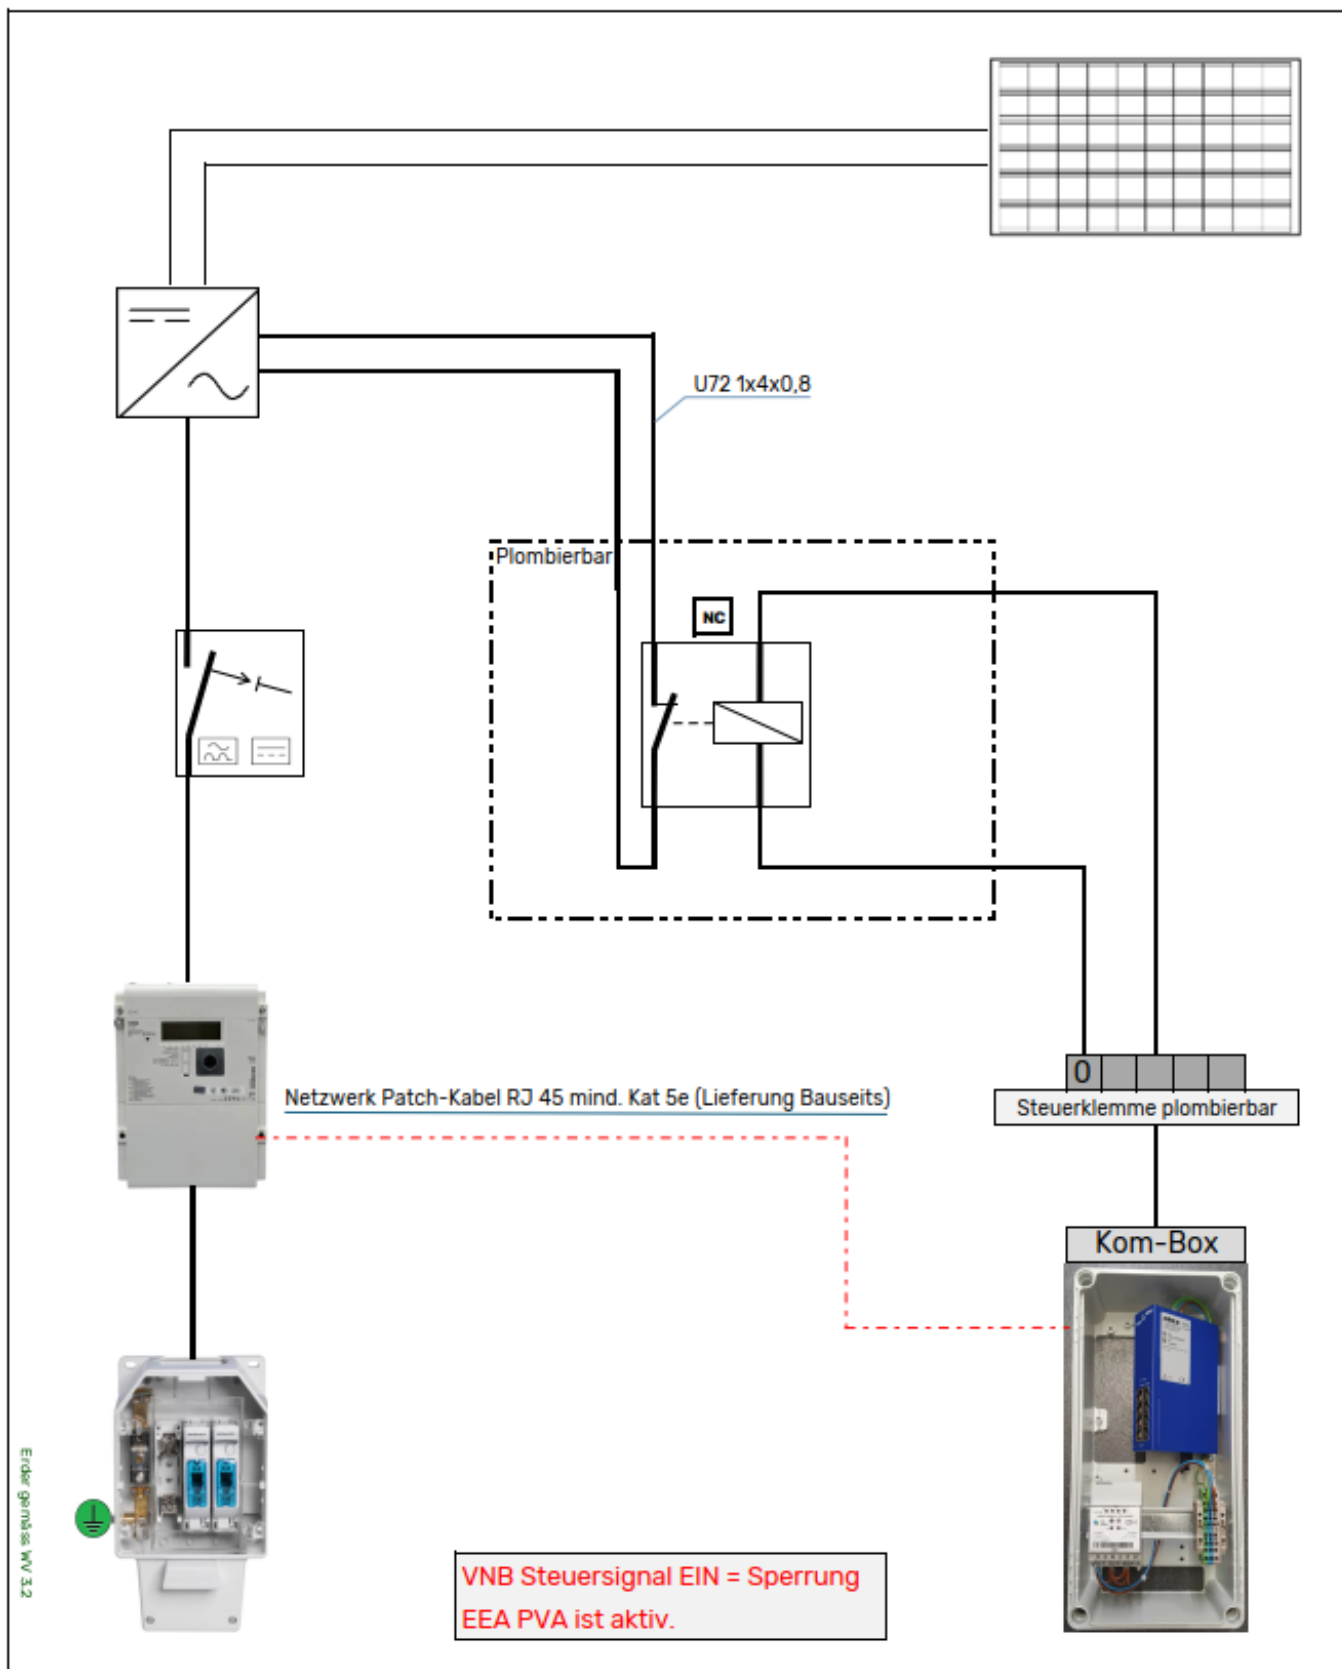 U72 1x4x0,8
Plombierbar
NC
0
Netzwerk Patch-Kabel RJ 45 mind. Kat 5e (Lieferung Bauseits)
Steuerklemme plombierbar
Kom-Box
Erder gemäss WV 3.2
VNB Steuersignal EIN = Sperrung
EEA PVA ist aktiv.